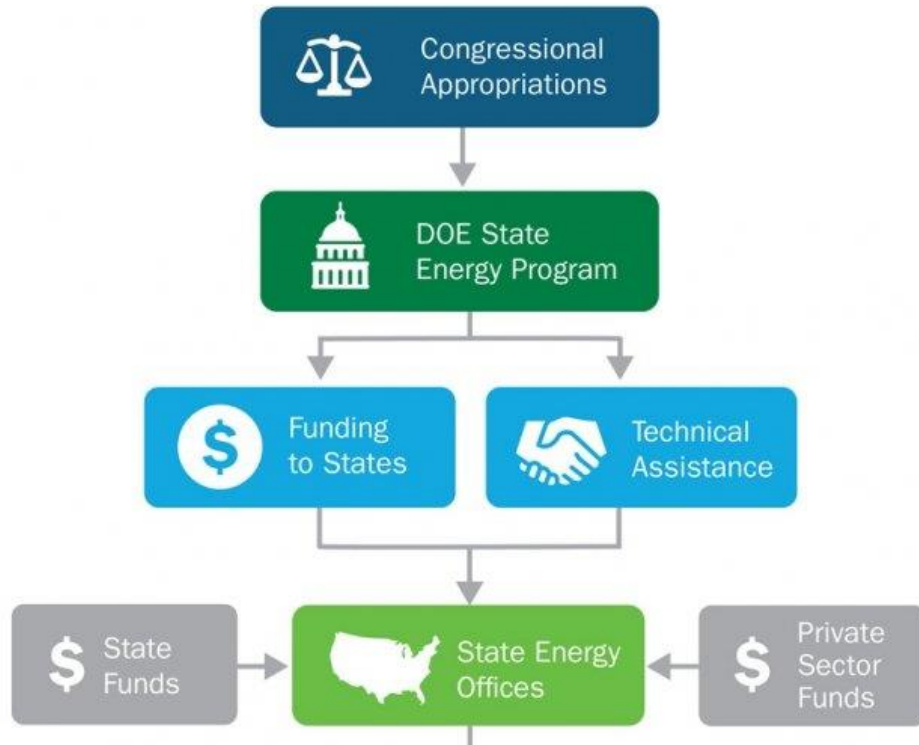 Congressional
Appropriations
DOE State
Energy Program
Funding
to States
Technical
Assistance
$ State
Funds
State Energy
Offices
$ Private
Sector
Funds